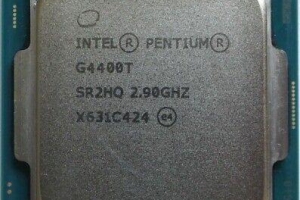 INTEL® PENTIUM®
G4400T
SR2HQ 2.90GHZ
X631C424 e4